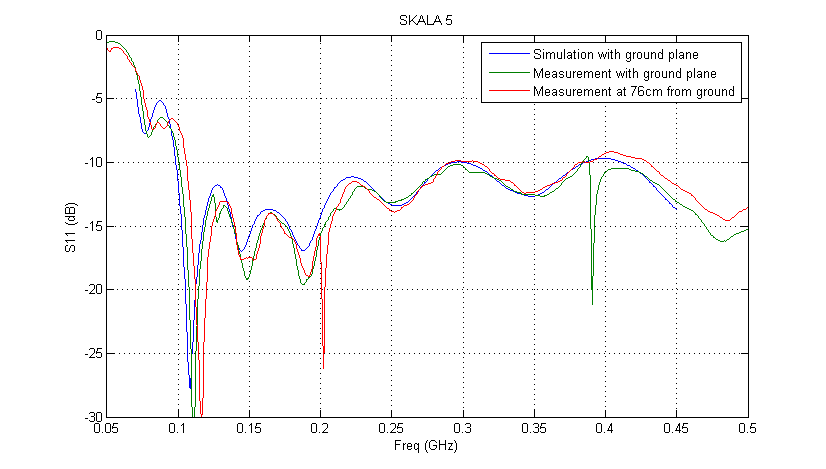 SKALA 5
Simulation with ground plane
Measurement with ground plane
Measurement at 76cm from ground
S11 (dB)
0
-5
-10
-15
-20
-25
-30
0.05 0.1 0.15 0.2 0.25 0.3 0.35 0.4 0.45 0.5
Freq (GHz)